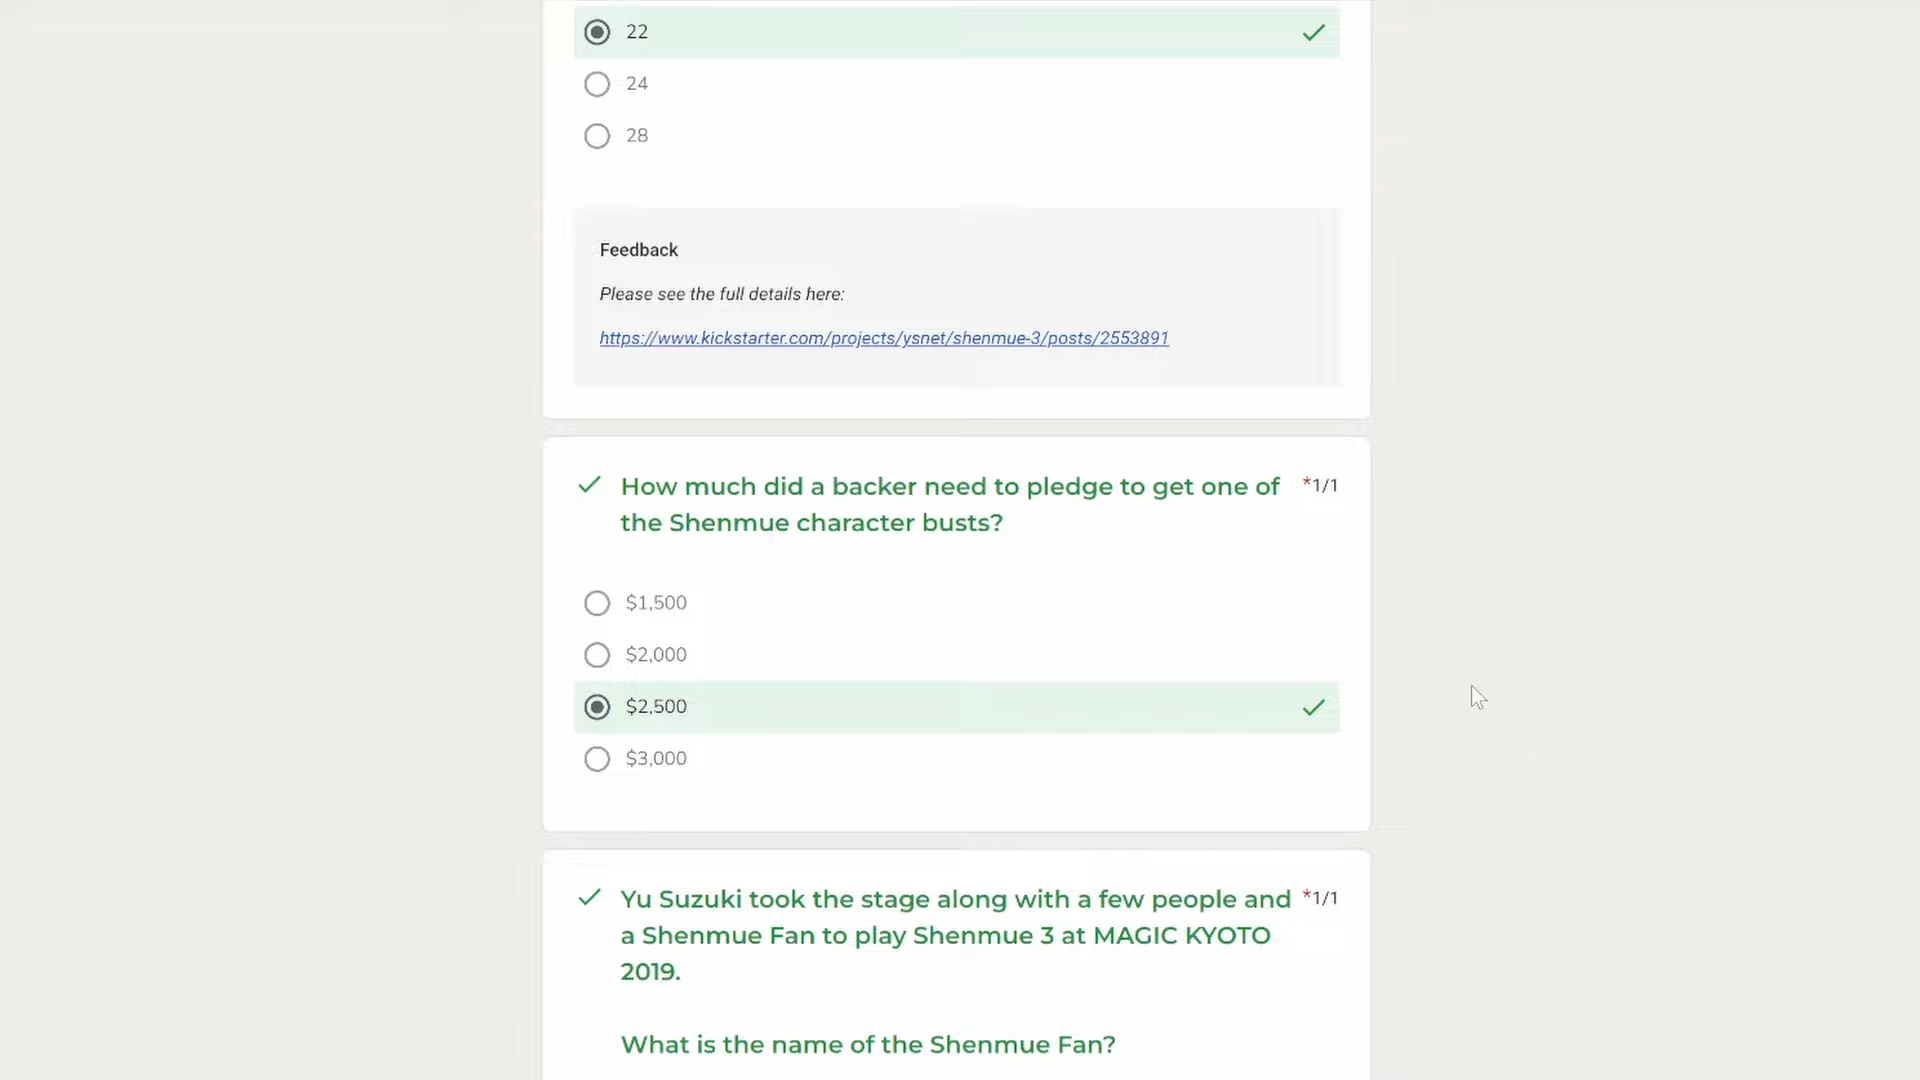 22
24
28
Feedback
Please see the full details here:
https://www.kickstarter.com/projects/ysnet/shenmue-3/posts/2553891
How much did a backer need to pledge to get one of *1/1
the Shenmue character busts?
$1,500
$2,000
$2,500
$3,000
Yu Suzuki took the stage along with a few people and *1/1
a Shenmue Fan to play Shenmue 3 at MAGIC KYOTO
2019.
What is the name of the Shenmue Fan?